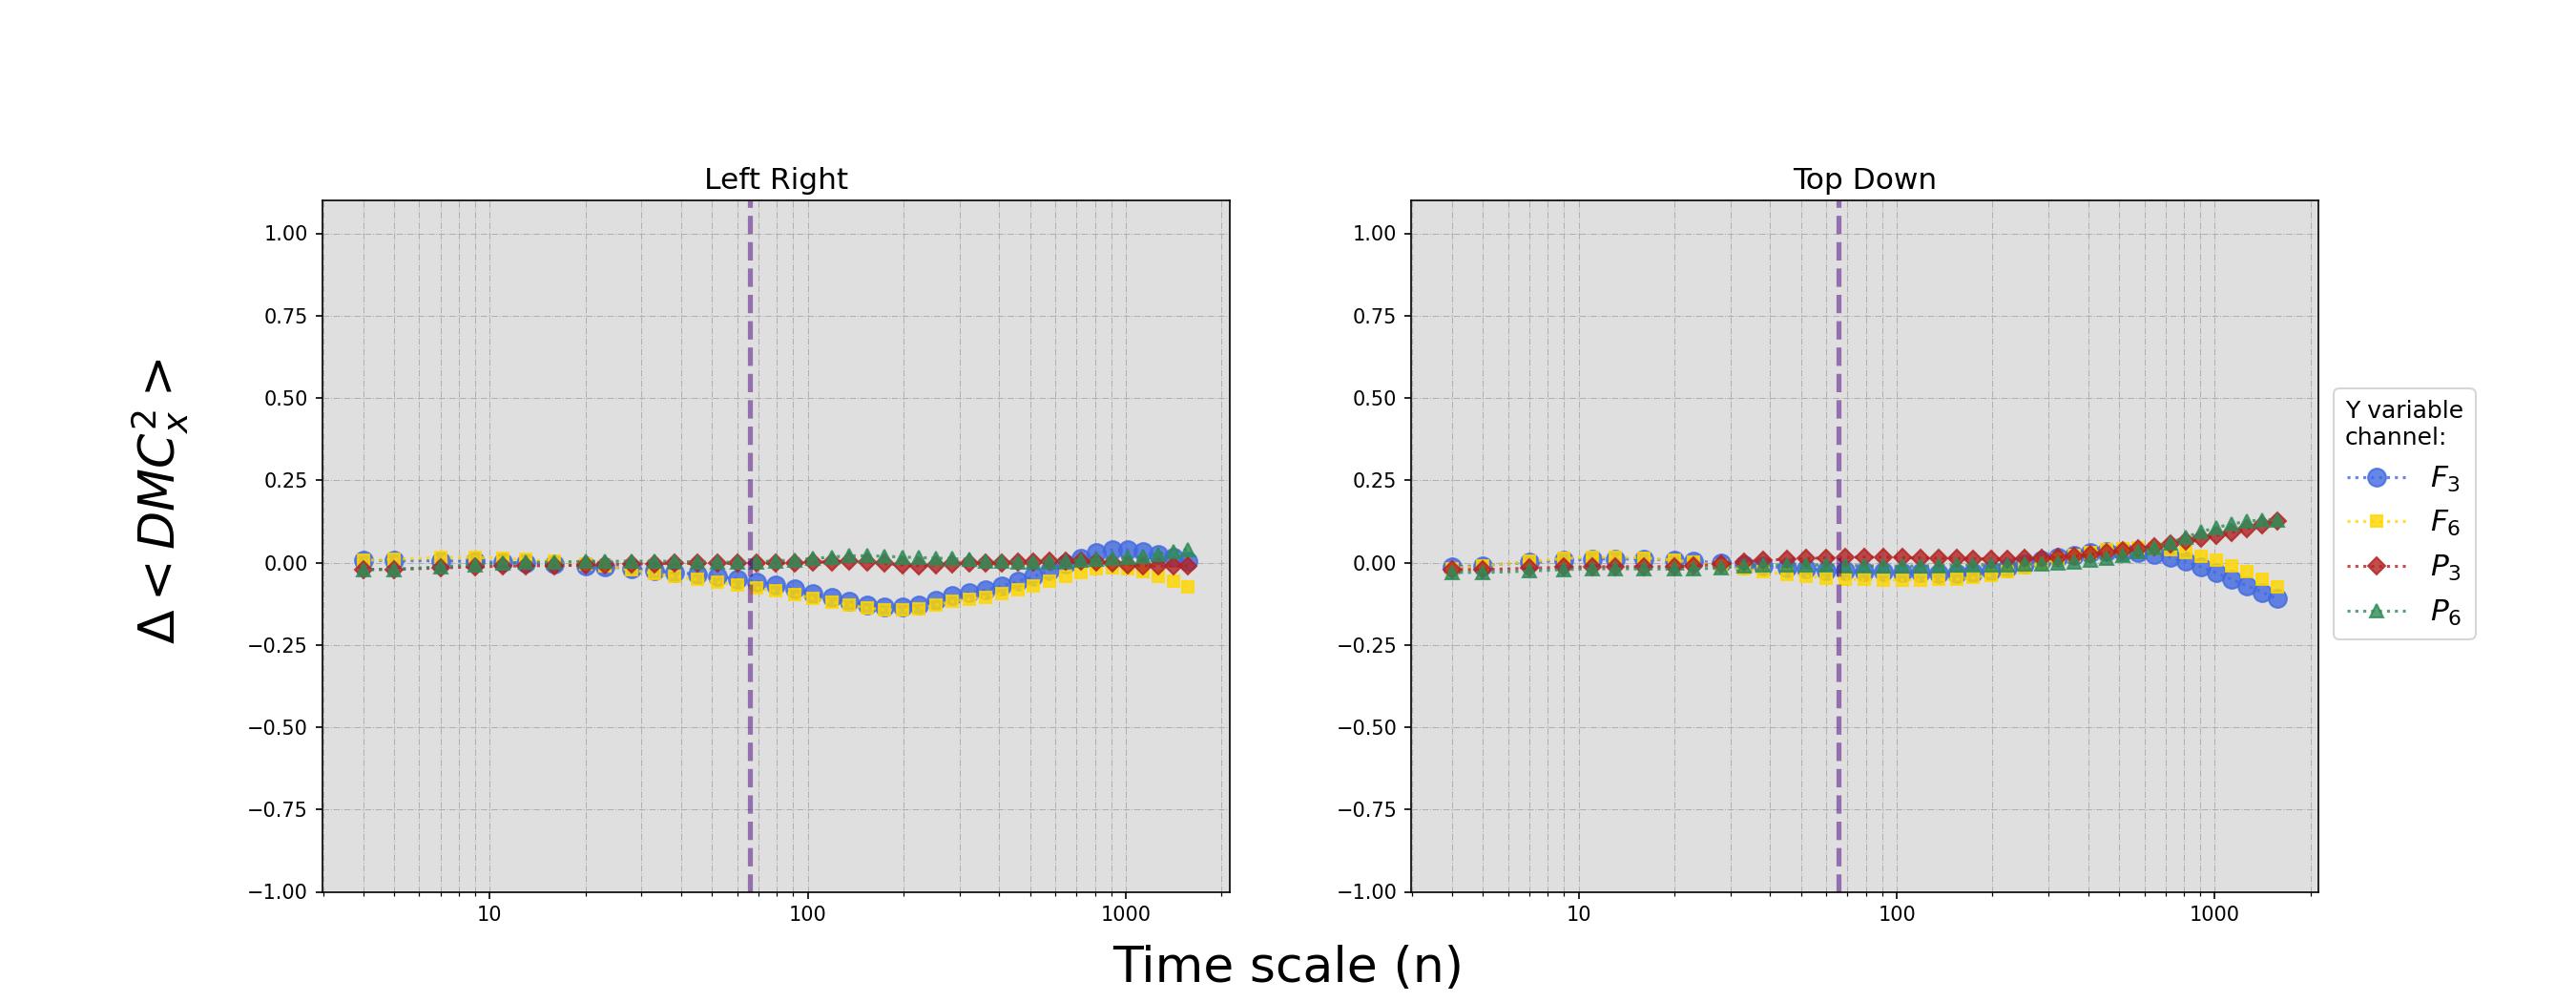 Left Right
Top Down
1.00
0.75
0.50
0.25
0.00
−0.25
−0.50
−0.75
−1.00
10 100 1000
1.00
0.75
0.50
0.25
0.00
−0.25
−0.50
−0.75
−1.00
10 100 1000
Δ < DMC²ₓ >
Time scale (n)
Y variable
channel:
F₃
F₆
P₃
P₆